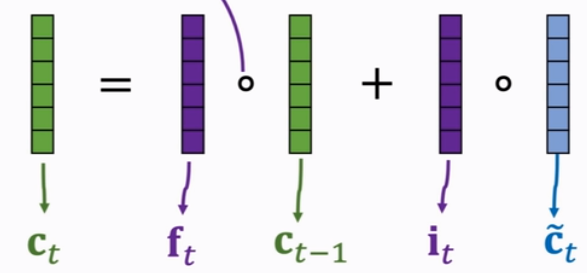 = ∘ + ∘
c_t f_t c_{t−1} i_t c̃_t